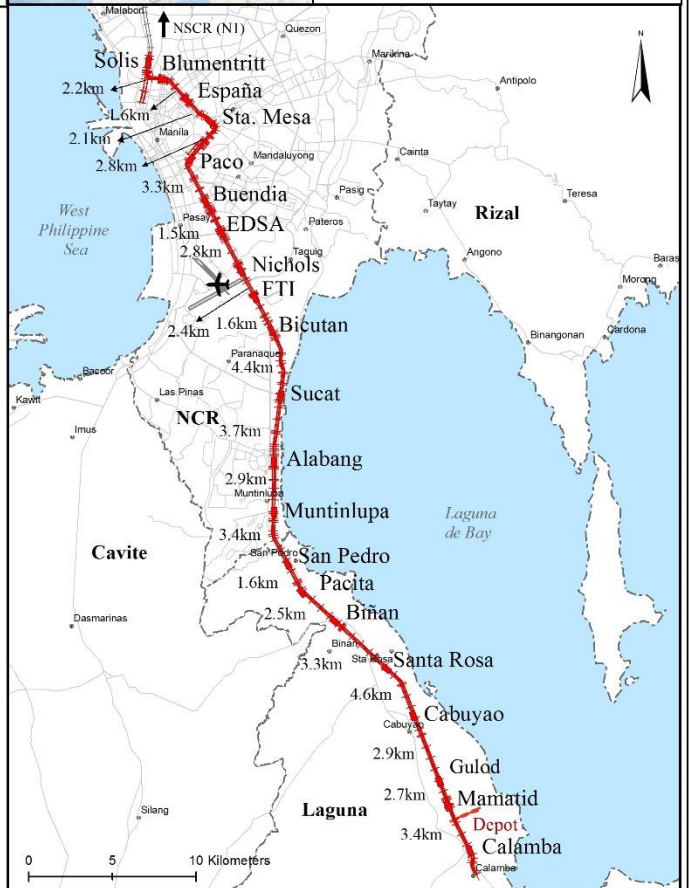 Malabon
NSCR (N1)
Quezon
Marikina
N
Solis
Blumentritt
2.2km
España
Antipolo
1.6km
Sta. Mesa
2.1km
Manila
2.8km
Mandaluyong
Cainta
Paco
3.3km
Buendia
Pasig
Taytay
Rizal
Teresa
West
Philippine
Sea
Pasay
1.5km
EDSA
Pateros
2.8km
Taguig
Angono
Baras
Nichols
Morong
FTI
2.4km
1.6km
Bicutan
Cardona
Binangonan
Paranaque
4.4km
Bacoor
Kawit
Las Pinas
Sucat
NCR
Imus
3.7km
Alabang
2.9km
Muntinlupa
Muntinlupa
Laguna
de Bay
3.4km
Cavite
San Pedro
San Pedro
1.6km
Pacita
2.5km
Biñan
Dasmarinas
Binan
3.3km
Sta Rosa
Santa Rosa
4.6km
Cabuyao
Cabuyao
2.9km
Gulod
2.7km
Mamatid
Laguna
Depot
Silang
3.4km
Calamba
Calamba
0 5 10 Kilometers